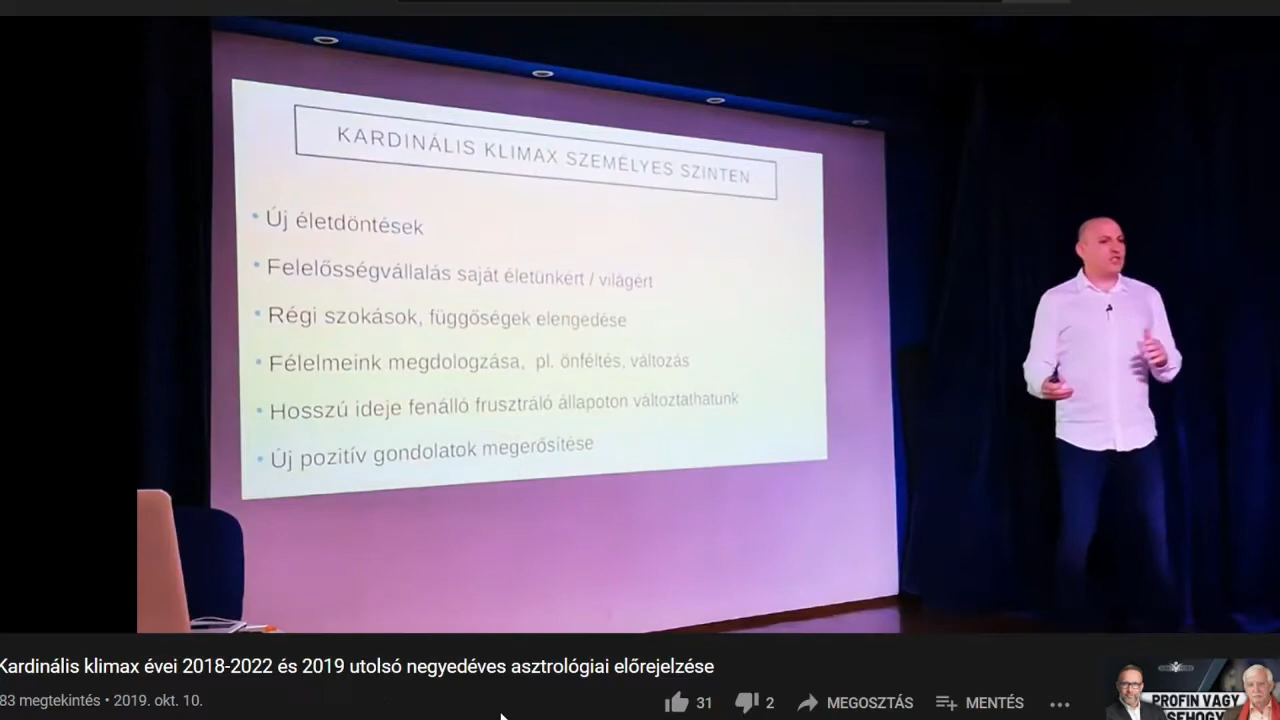 KARDINÁLIS KLIMAX SZEMÉLYES SZINTEN
• Új életdöntések
• Felelősségvállalás saját életünkért / világért
• Régi szokások, függőségek elengedése
• Félelmeink megdologzása, pl. önféltés, változás
• Hosszú ideje fenálló frusztráló állapoton változtathatunk
• Új pozitív gondolatok megerősítése
Kardinális klimax évei 2018-2022 és 2019 utolsó negyedéves asztrológiai előrejelzése
83 megtekintés • 2019. okt. 10.
31
2
MEGOSZTÁS
MENTÉS
PROFIN VAGY
SEHOGY